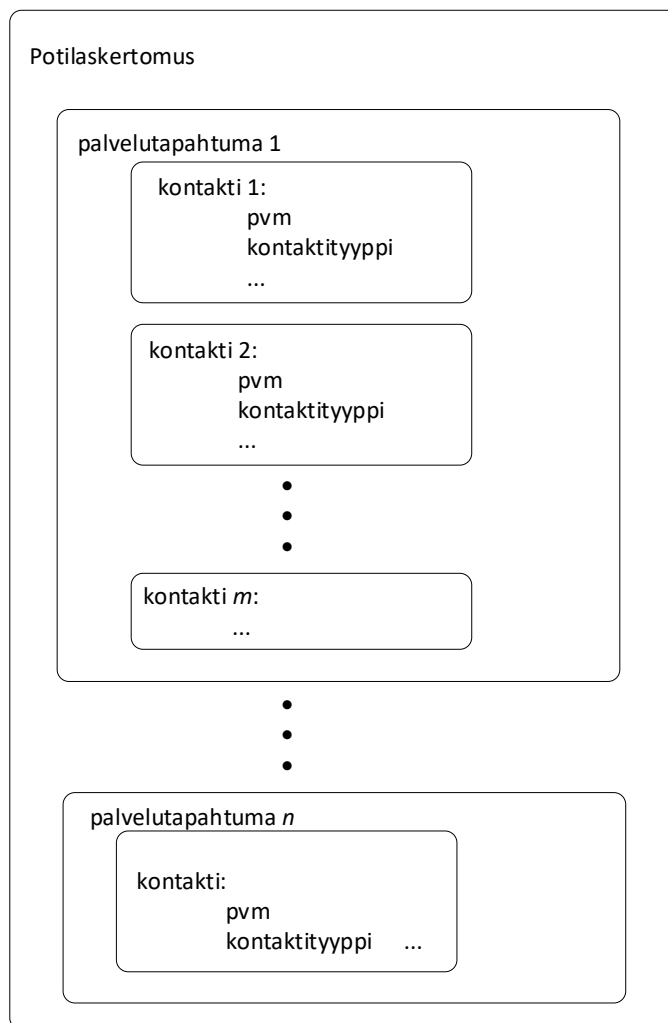 Potilaskertomus
palvelutapahtuma 1
kontakti 1:
pvm
kontaktityyppi
...
kontakti 2:
pvm
kontaktityyppi
...
kontakti m:
...
palvelutapahtuma n
kontakti:
pvm
kontaktityyppi ...